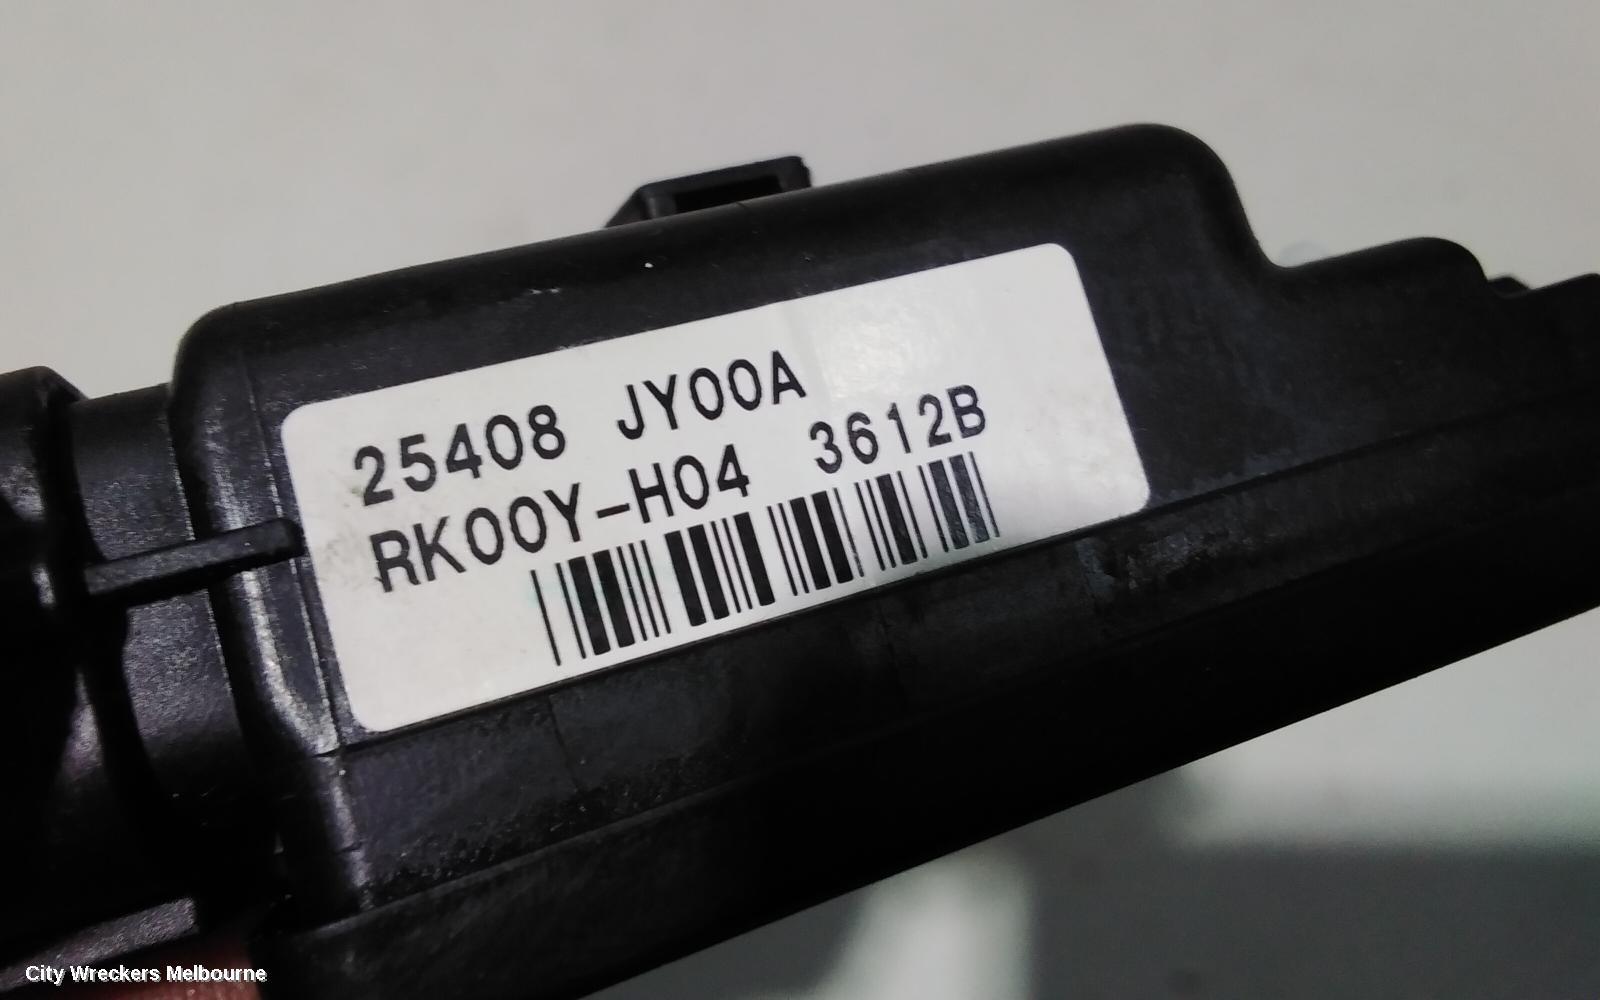 25408 JY00A
RK00Y-H04 3612B
City Wreckers Melbourne